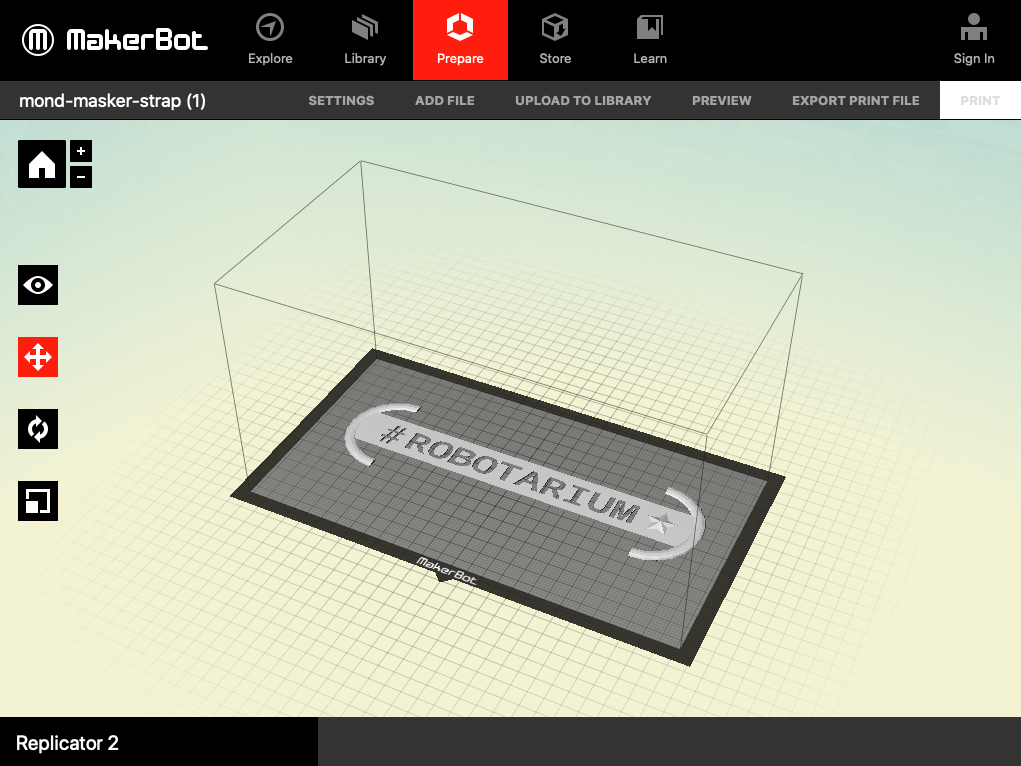 MakerBot
Explore
Library
Prepare
Store
Learn
Sign In
mond-masker-strap (1)
SETTINGS
ADD FILE
UPLOAD TO LIBRARY
PREVIEW
EXPORT PRINT FILE
PRINT
#ROBOTARIUM
MakerBot
Replicator 2